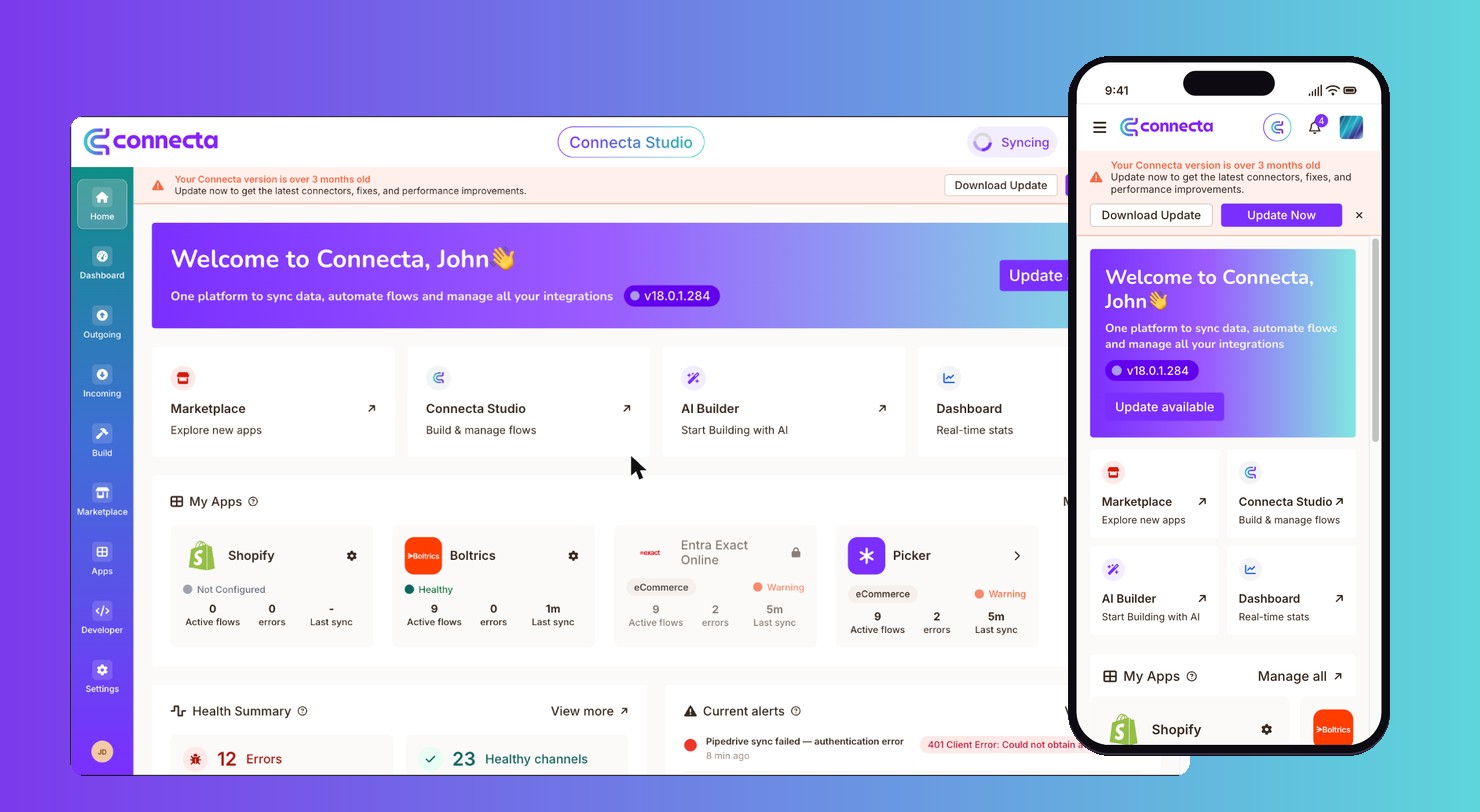 connecta
Connecta Studio
Syncing
Your Connecta version is over 3 months old
Update now to get the latest connectors, fixes, and performance improvements.
Download Update
Home
Dashboard
Outgoing
Incoming
Build
Marketplace
Apps
Developer
Settings
JD
Welcome to Connecta, John👋
One platform to sync data, automate flows and manage all your integrations
v18.0.1.284
Update
Marketplace
Explore new apps
Connecta Studio
Build & manage flows
AI Builder
Start Building with AI
Dashboard
Real-time stats
My Apps
Shopify
Not Configured
0 0 -
Active flows errors Last sync
Boltrics
Boltrics
Healthy
9 0 1m
Active flows errors Last sync
exact
Entra Exact
Online
eCommerce
Warning
9 2 5m
Active flows errors Last sync
Picker
eCommerce
Warning
9 2 5m
Active flows errors Last sync
Health Summary
View more
12 Errors
23 Healthy channels
Current alerts
Pipedrive sync failed — authentication error
8 min ago
401 Client Error: Could not obtain
9:41
connecta
4
Your Connecta version is over 3 months old
Update now to get the latest connectors, fixes, and
performance improvements.
Download Update
Update Now
Welcome to Connecta,
John👋
One platform to sync data, automate flows
and manage all your integrations
v18.0.1.284
Update available
Marketplace
Explore new apps
Connecta Studio
Build & manage flows
AI Builder
Start Building with AI
Dashboard
Real-time stats
My Apps
Manage all
Shopify
Boltrics